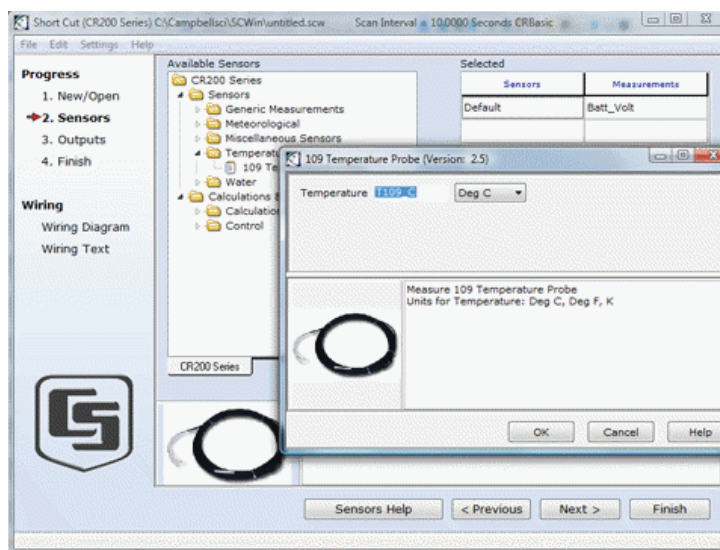 Short Cut (CR200 Series) C:\Campbellsci\SCWin\untitled.scw Scan Interval = 10.0000 Seconds CRBasic
File Edit Settings Help
Progress
1. New/Open
2. Sensors
3. Outputs
4. Finish
Wiring
Wiring Diagram
Wiring Text
Available Sensors
CR200 Series
Sensors
Generic Measurements
Meteorological
Miscellaneous Sensors
Temperatu
109 Te
Water
Calculations &
Calculation
Control
CR200 Series
Selected
Sensors Measurements
Default Batt_Volt
109 Temperature Probe (Version: 2.5)
Temperature T109_C Deg C
Measure 109 Temperature Probe
Units for Temperature: Deg C, Deg F, K
OK Cancel Help
Sensors Help < Previous Next > Finish